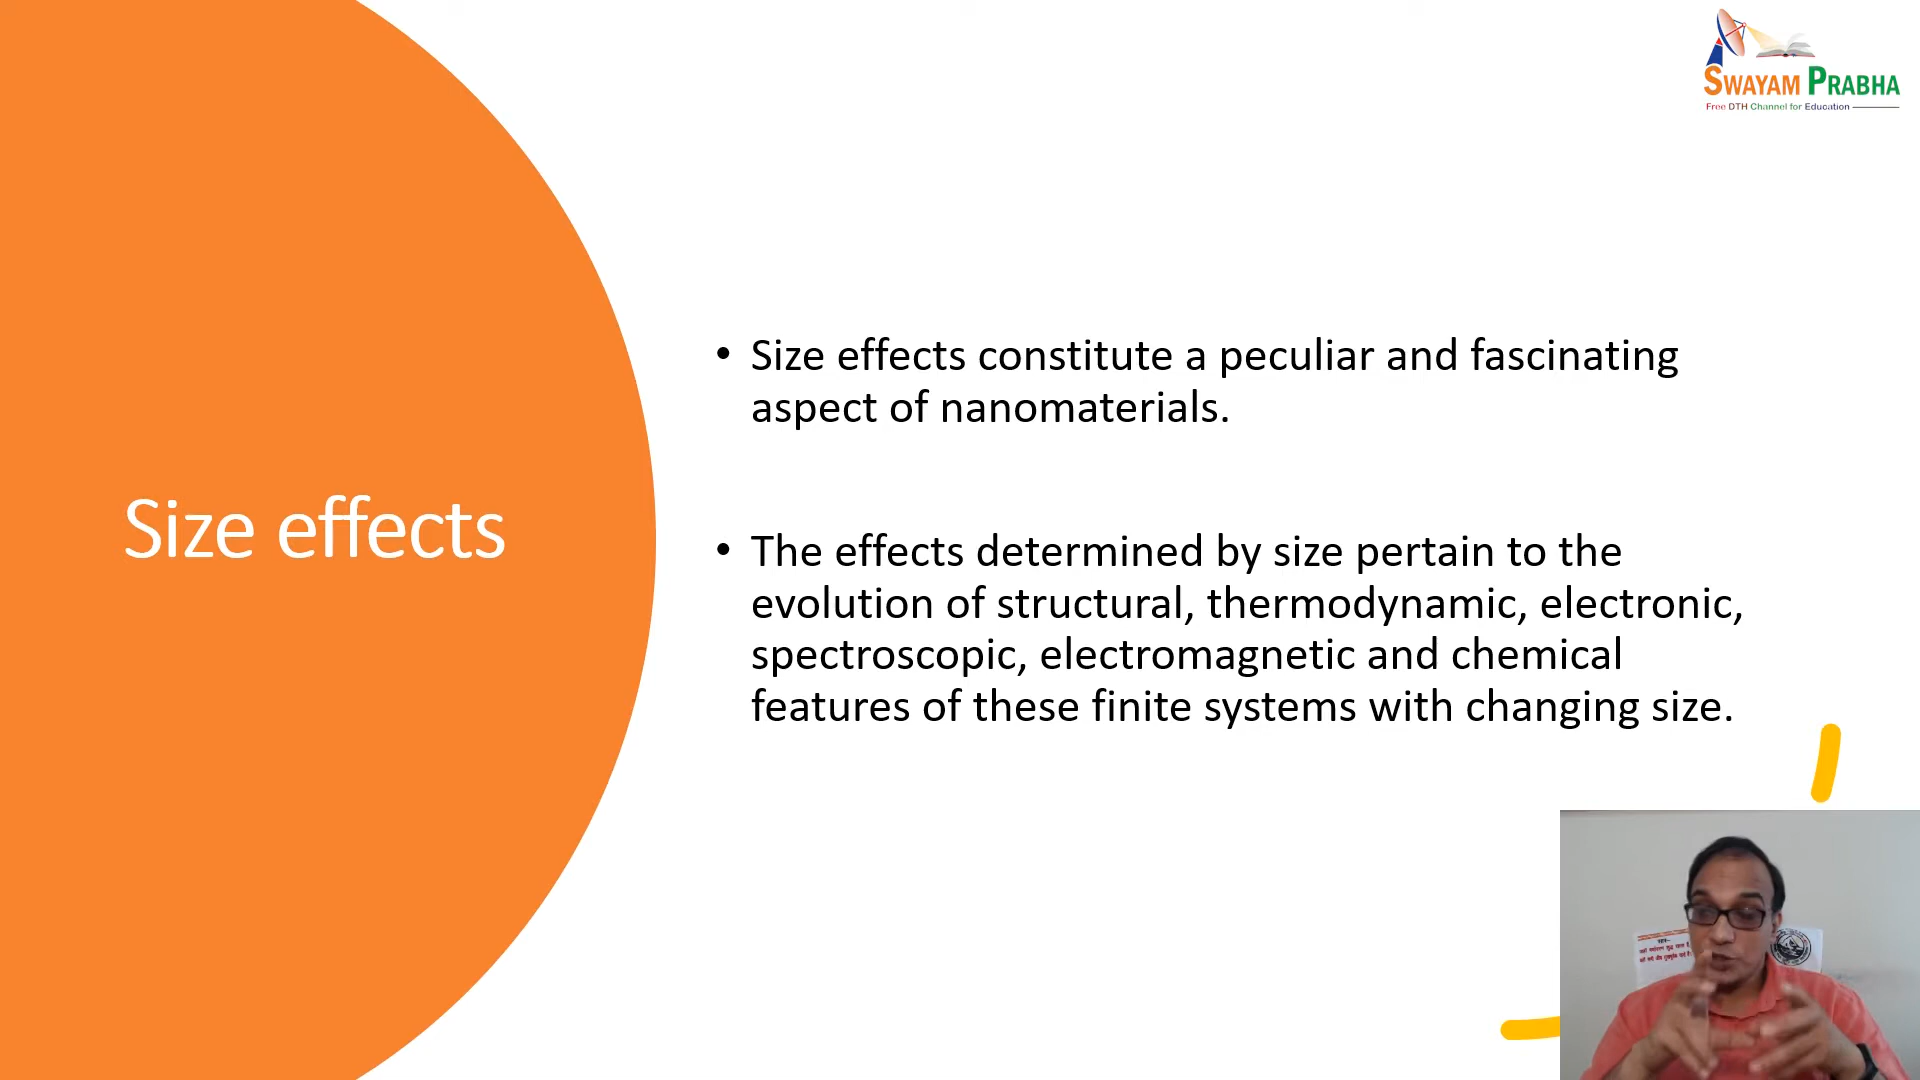 SWAYAM PRABHA
Free DTH Channel for Education
Size effects
• Size effects constitute a peculiar and fascinating
aspect of nanomaterials.
• The effects determined by size pertain to the
evolution of structural, thermodynamic, electronic,
spectroscopic, electromagnetic and chemical
features of these finite systems with changing size.